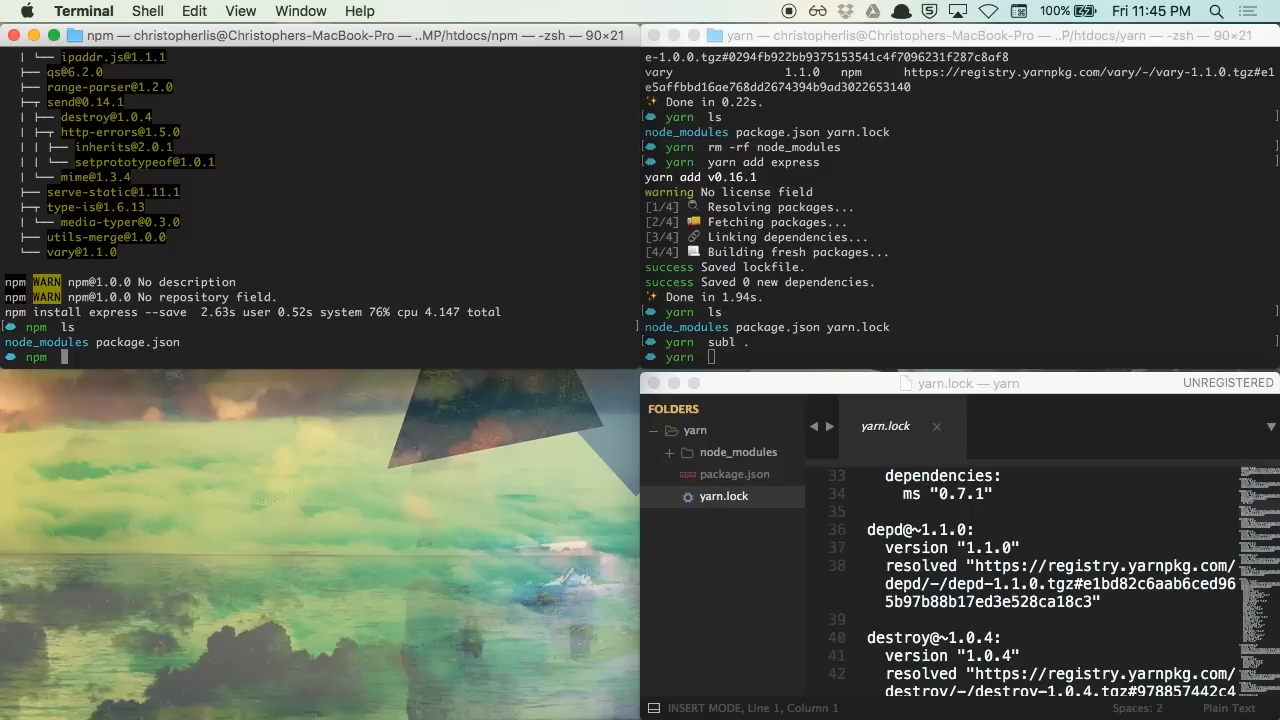 Terminal Shell Edit View Window Help 100% Fri 11:45 PM
npm — christopherlis@Christophers-MacBook-Pro — ..MP/htdocs/npm — -zsh — 90×21
│ └── ipaddr.js@1.1.1
├── qs@6.2.0
├── range-parser@1.2.0
├─┬ send@0.14.1
│ ├── destroy@1.0.4
│ ├─┬ http-errors@1.5.0
│ │ ├── inherits@2.0.1
│ │ └── setprototypeof@1.0.1
│ └── mime@1.3.4
├── serve-static@1.11.1
├─┬ type-is@1.6.13
│ └── media-typer@0.3.0
├── utils-merge@1.0.0
└── vary@1.1.0
npm WARN npm@1.0.0 No description
npm WARN npm@1.0.0 No repository field.
npm install express --save  2.63s user 0.52s system 76% cpu 4.147 total
npm ls
node_modules package.json
npm
yarn — christopherlis@Christophers-MacBook-Pro — ..P/htdocs/yarn — -zsh — 90×21
e-1.0.0.tgz#0294fb922bb9375153541c4f7096231f287c8af8
vary 1.1.0 npm https://registry.yarnpkg.com/vary/-/vary-1.1.0.tgz#e1
e5affbbd16ae768dd2674394b9ad3022653140
✨ Done in 0.22s.
yarn ls
node_modules package.json yarn.lock
yarn rm -rf node_modules
yarn yarn add express
yarn add v0.16.1
warning No license field
[1/4] 🔍 Resolving packages...
[2/4] 🚚 Fetching packages...
[3/4] 🔗 Linking dependencies...
[4/4] 📃 Building fresh packages...
success Saved lockfile.
success Saved 0 new dependencies.
✨ Done in 1.94s.
yarn ls
node_modules package.json yarn.lock
yarn subl .
yarn
yarn.lock — yarn UNREGISTERED
FOLDERS
yarn
node_modules
package.json
yarn.lock
yarn.lock
33 dependencies:
34 ms "0.7.1"
35
36 depd@~1.1.0:
37 version "1.1.0"
38 resolved "https://registry.yarnpkg.com/
depd/-/depd-1.1.0.tgz#e1bd82c6aab6ced96
5b97b88b17ed3e528ca18c3"
39
40 destroy@~1.0.4:
41 version "1.0.4"
42 resolved "https://registry.yarnpkg.com/
destroy/-/destroy-1.0.4.tgz#978857442c4
INSERT MODE, Line 1, Column 1 Spaces: 2 Plain Text